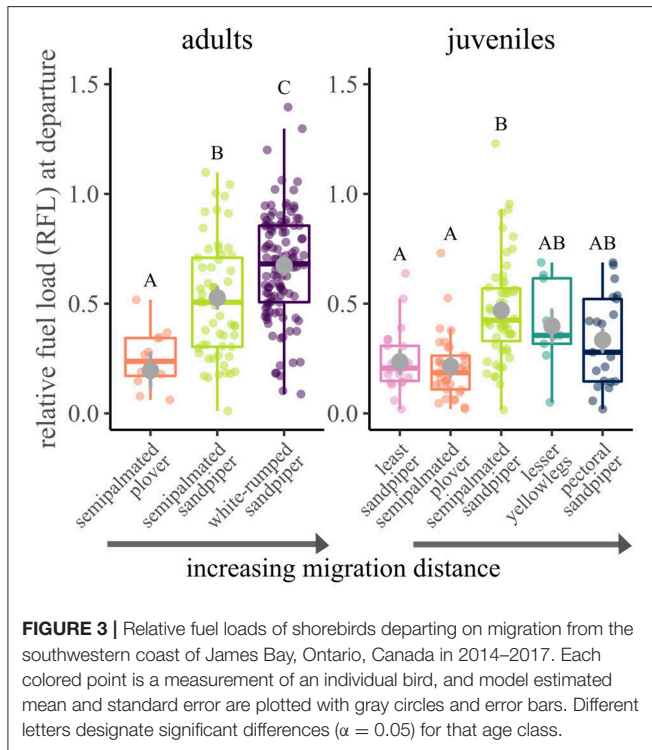 adults
juveniles
relative fuel load (RFL) at departure
1.5
1.0
0.5
0.0
A
B
C
1.5
1.0
0.5
0.0
A
A
B
AB
AB
semipalmated
plover
semipalmated
sandpiper
white-rumped
sandpiper
least
sandpiper
semipalmated
plover
semipalmated
sandpiper
lesser
yellowlegs
pectoral
sandpiper
increasing migration distance
FIGURE 3 | Relative fuel loads of shorebirds departing on migration from the
southwestern coast of James Bay, Ontario, Canada in 2014–2017. Each
colored point is a measurement of an individual bird, and model estimated
mean and standard error are plotted with gray circles and error bars. Different
letters designate significant differences (α = 0.05) for that age class.